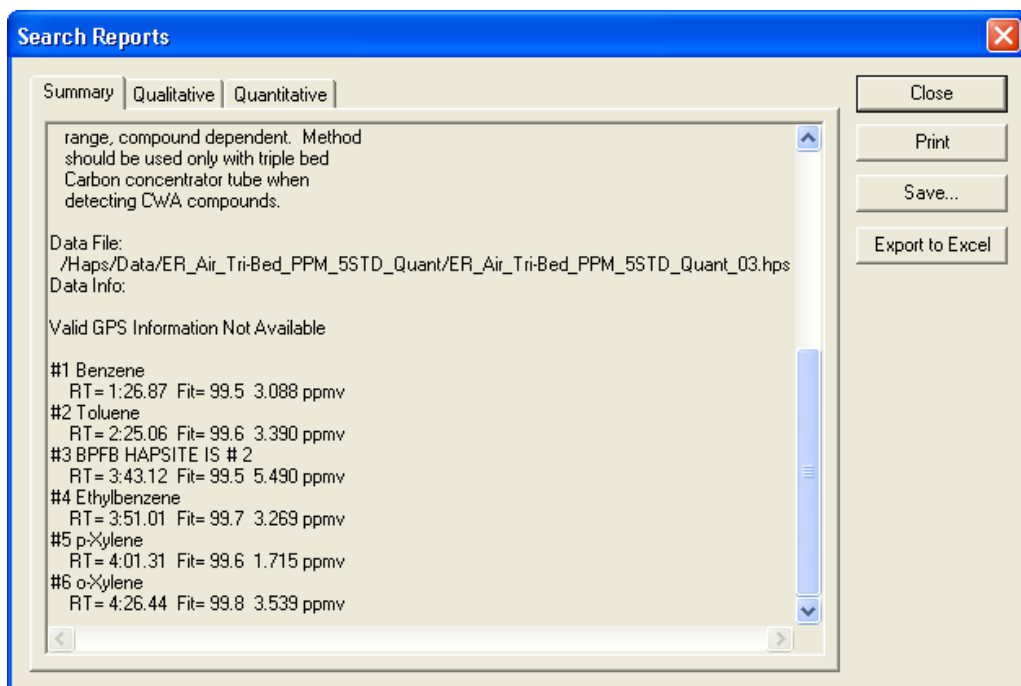 Search Reports
Summary Qualitative Quantitative
range, compound dependent. Method
should be used only with triple bed
Carbon concentrator tube when
detecting CWA compounds.
Data File:
/Haps/Data/ER_Air_Tri-Bed_PPM_5STD_Quant/ER_Air_Tri-Bed_PPM_5STD_Quant_03.hps
Data Info:
Valid GPS Information Not Available
#1 Benzene
RT= 1:26.87 Fit= 99.5 3.088 ppmv
#2 Toluene
RT= 2:25.06 Fit= 99.6 3.390 ppmv
#3 BPFB HAPSITE IS # 2
RT= 3:43.12 Fit= 99.5 5.490 ppmv
#4 Ethylbenzene
RT= 3:51.01 Fit= 99.7 3.269 ppmv
#5 p-Xylene
RT= 4:01.31 Fit= 99.6 1.715 ppmv
#6 o-Xylene
RT= 4:26.44 Fit= 99.8 3.539 ppmv
Close
Print
Save...
Export to Excel